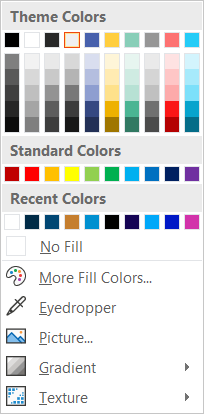 Theme Colors
Standard Colors
Recent Colors
No Fill
More Fill Colors...
Eyedropper
Picture...
Gradient
Texture